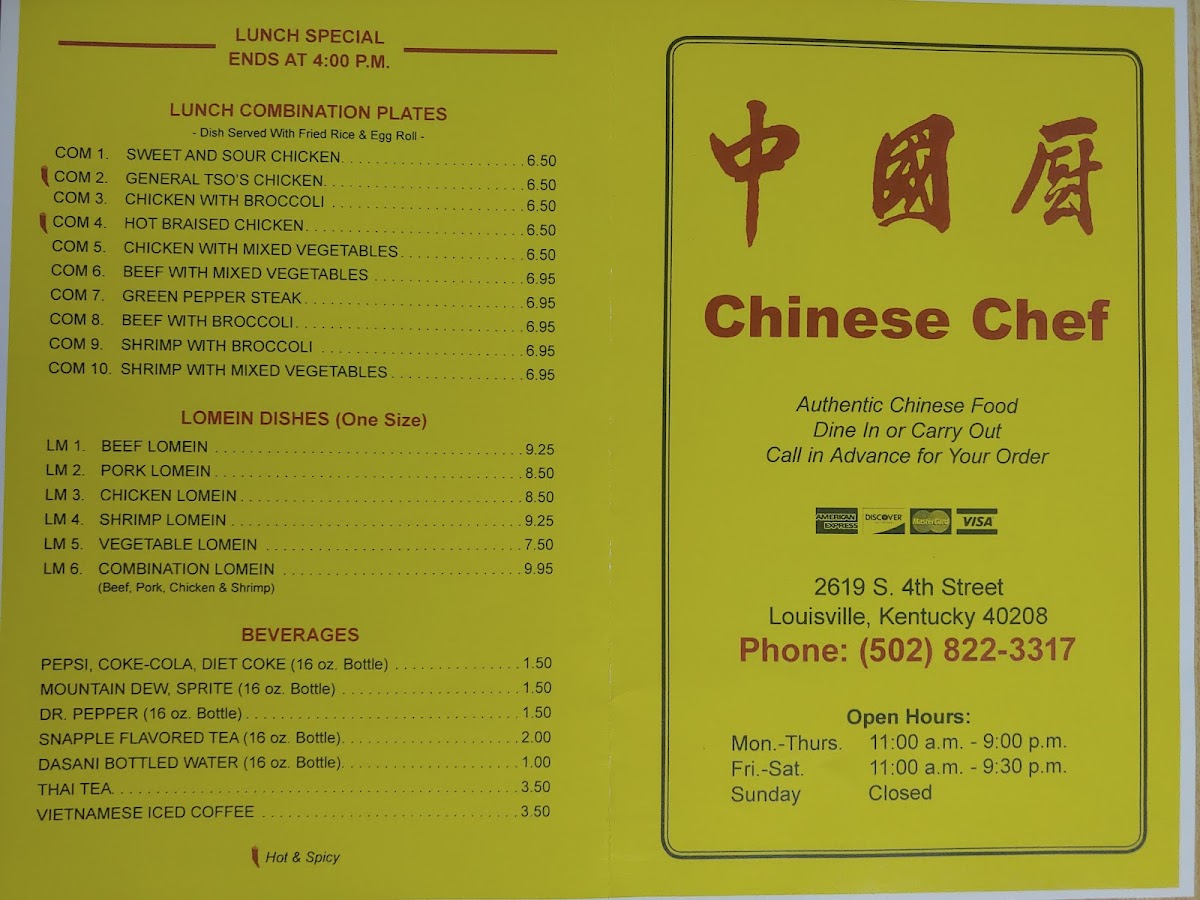 LUNCH SPECIAL
ENDS AT 4:00 P.M.
LUNCH COMBINATION PLATES
- Dish Served With Fried Rice & Egg Roll -
COM 1. SWEET AND SOUR CHICKEN 6.50
COM 2. GENERAL TSO'S CHICKEN 6.50
COM 3. CHICKEN WITH BROCCOLI 6.50
COM 4. HOT BRAISED CHICKEN 6.50
COM 5. CHICKEN WITH MIXED VEGETABLES 6.50
COM 6. BEEF WITH MIXED VEGETABLES 6.95
COM 7. GREEN PEPPER STEAK 6.95
COM 8. BEEF WITH BROCCOLI 6.95
COM 9. SHRIMP WITH BROCCOLI 6.95
COM 10. SHRIMP WITH MIXED VEGETABLES 6.95
LOMEIN DISHES (One Size)
LM 1. BEEF LOMEIN 9.25
LM 2. PORK LOMEIN 8.50
LM 3. CHICKEN LOMEIN 8.50
LM 4. SHRIMP LOMEIN 9.25
LM 5. VEGETABLE LOMEIN 7.50
LM 6. COMBINATION LOMEIN 9.95
(Beef, Pork, Chicken & Shrimp)
BEVERAGES
PEPSI, COKE-COLA, DIET COKE (16 oz. Bottle) 1.50
MOUNTAIN DEW, SPRITE (16 oz. Bottle) 1.50
DR. PEPPER (16 oz. Bottle) 1.50
SNAPPLE FLAVORED TEA (16 oz. Bottle) 2.00
DASANI BOTTLED WATER (16 oz. Bottle) 1.00
THAI TEA 3.50
VIETNAMESE ICED COFFEE 3.50
Hot & Spicy
中國厨
Chinese Chef
Authentic Chinese Food
Dine In or Carry Out
Call in Advance for Your Order
AMERICAN EXPRESS DISCOVER MasterCard VISA
2619 S. 4th Street
Louisville, Kentucky 40208
Phone: (502) 822-3317
Open Hours:
Mon.-Thurs. 11:00 a.m. - 9:00 p.m.
Fri.-Sat. 11:00 a.m. - 9:30 p.m.
Sunday Closed